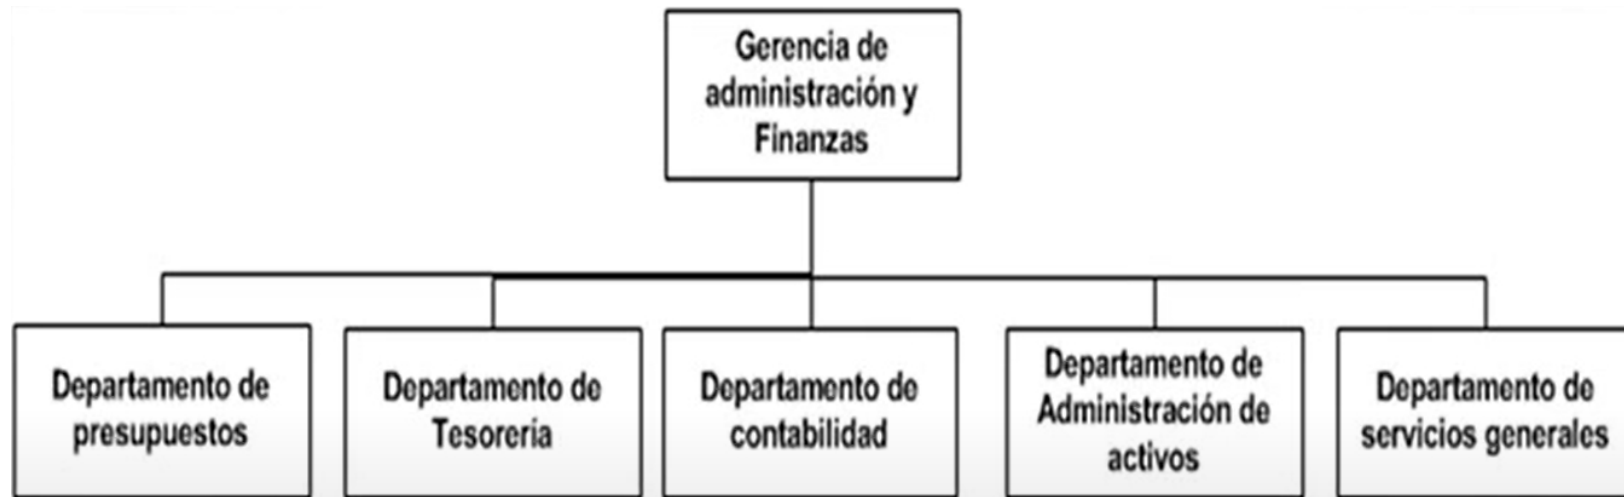 Gerencia de
administración y
Finanzas
Departamento de
presupuestos
Departamento de
Tesorería
Departamento de
contabilidad
Departamento de
Administración de
activos
Departamento de
servicios generales